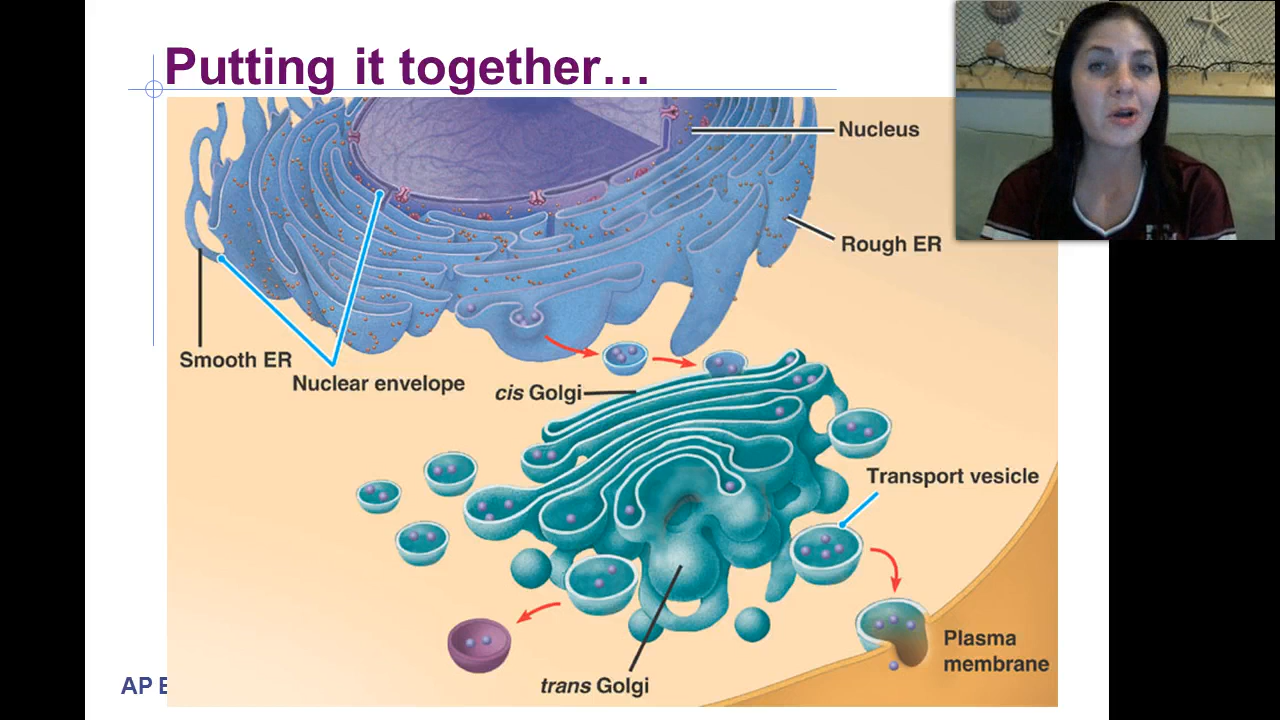 Putting it together…
Nucleus
Rough ER
Smooth ER
Nuclear envelope
cis Golgi
Transport vesicle
Plasma
membrane
trans Golgi
AP